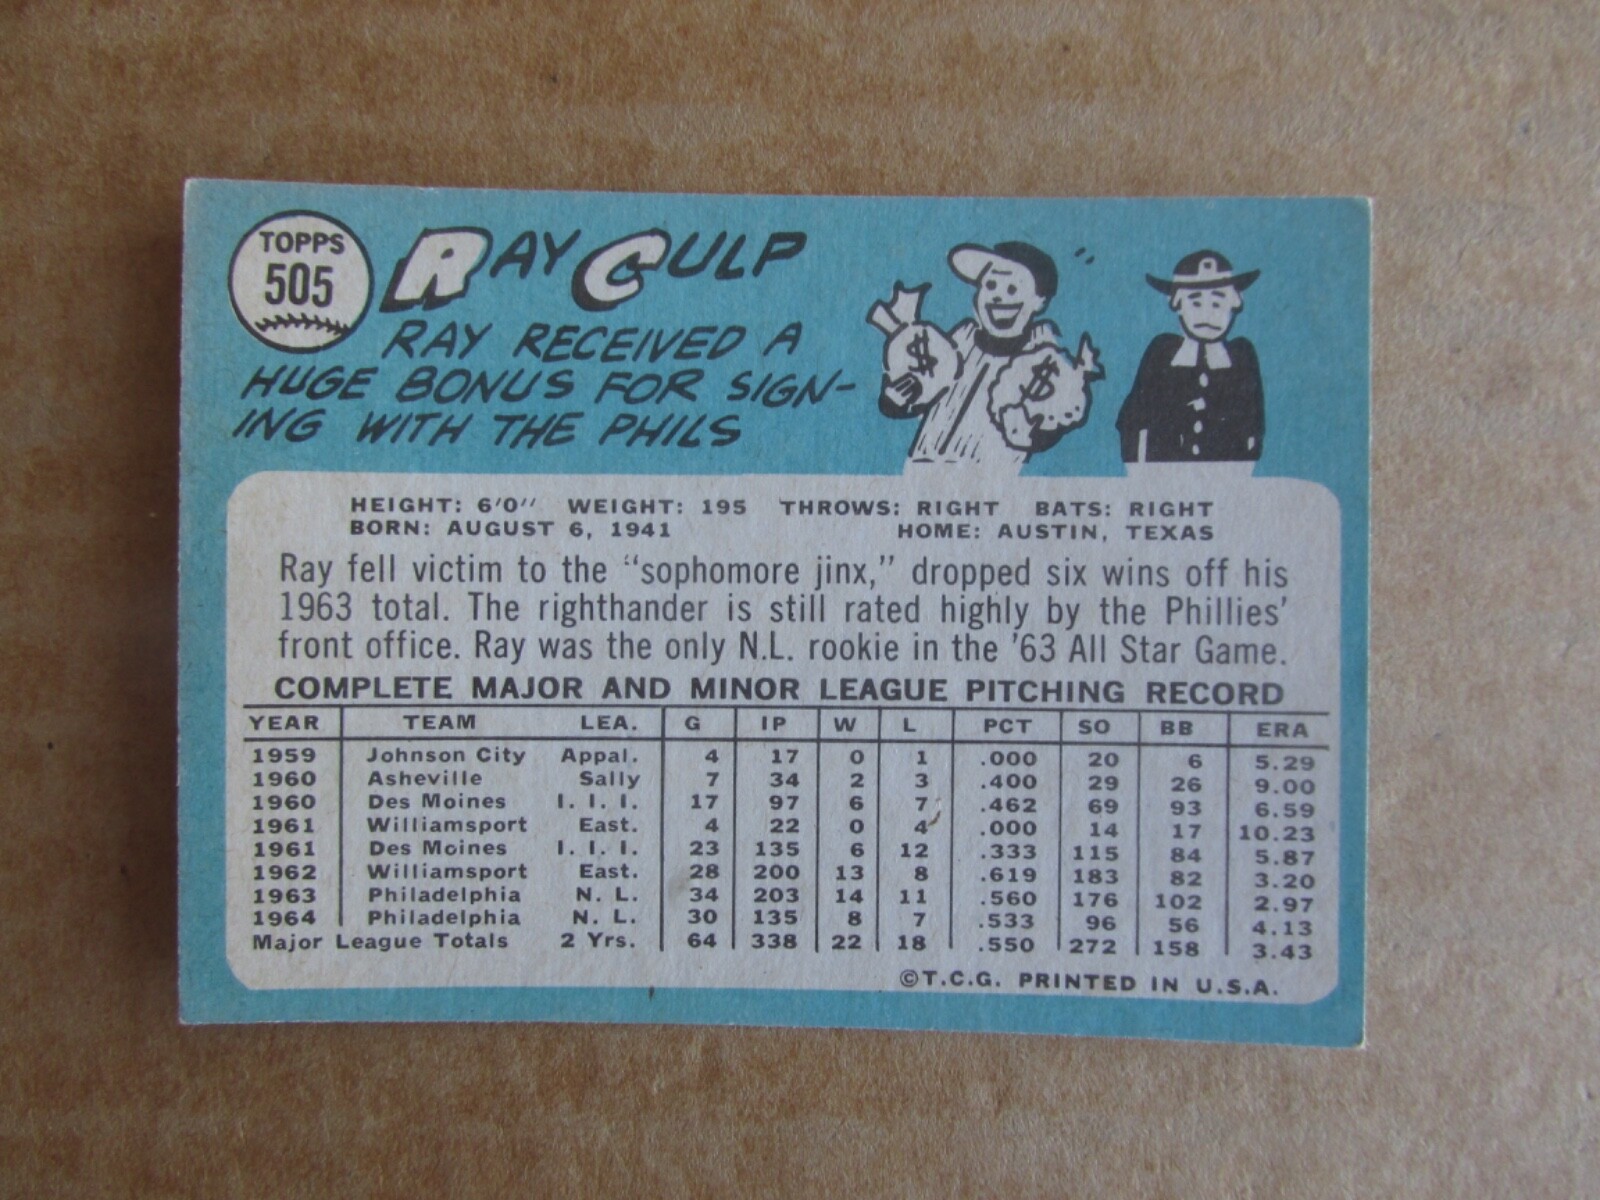 TOPPS
505
RAY CULP
RAY RECEIVED A
HUGE BONUS FOR SIGN-
ING WITH THE PHILS
$ $
HEIGHT: 6'0" WEIGHT: 195 THROWS: RIGHT BATS: RIGHT
BORN: AUGUST 6, 1941 HOME: AUSTIN, TEXAS
Ray fell victim to the "sophomore jinx," dropped six wins off his
1963 total. The righthander is still rated highly by the Phillies'
front office. Ray was the only N.L. rookie in the '63 All Star Game.
COMPLETE MAJOR AND MINOR LEAGUE PITCHING RECORD
YEAR TEAM LEA. G IP W L PCT SO BB ERA
1959 Johnson City Appal. 4 17 0 1 .000 20 6 5.29
1960 Asheville Sally 7 34 2 3 .400 29 26 9.00
1960 Des Moines I. I. I. 17 97 6 7 .462 69 93 6.59
1961 Williamsport East. 4 22 0 4 .000 14 17 10.23
1961 Des Moines I. I. I. 23 135 6 12 .333 115 84 5.87
1962 Williamsport East. 28 200 13 8 .619 183 82 3.20
1963 Philadelphia N. L. 34 203 14 11 .560 176 102 2.97
1964 Philadelphia N. L. 30 135 8 7 .533 96 56 4.13
Major League Totals 2 Yrs. 64 338 22 18 .550 272 158 3.43
©T.C.G. PRINTED IN U.S.A.